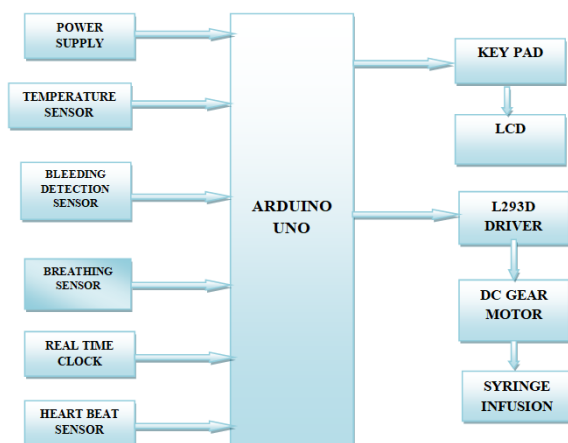 POWER
SUPPLY
TEMPERATURE
SENSOR
BLEEDING
DETECTION
SENSOR
BREATHING
SENSOR
REAL TIME
CLOCK
HEART BEAT
SENSOR
ARDUINO
UNO
KEY PAD
LCD
L293D
DRIVER
DC GEAR
MOTOR
SYRINGE
INFUSION